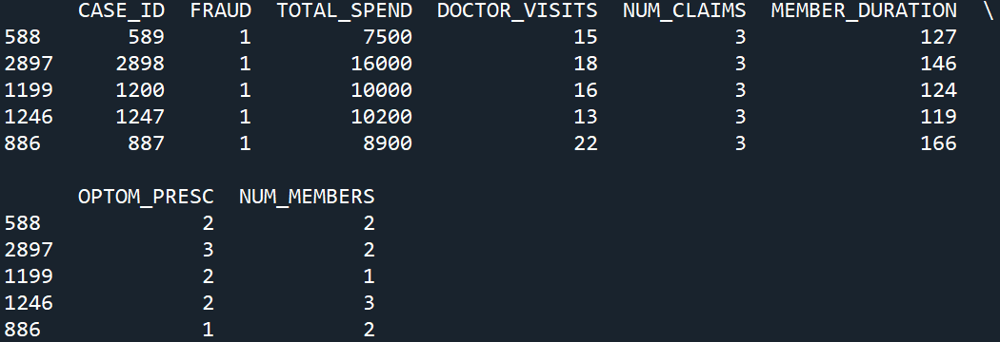 CASE_ID FRAUD TOTAL_SPEND DOCTOR_VISITS NUM_CLAIMS MEMBER_DURATION \
588 589 1 7500 15 3 127
2897 2898 1 16000 18 3 146
1199 1200 1 10000 16 3 124
1246 1247 1 10200 13 3 119
886 887 1 8900 22 3 166
OPTOM_PRESC NUM_MEMBERS
588 2 2
2897 3 2
1199 2 1
1246 2 3
886 1 2